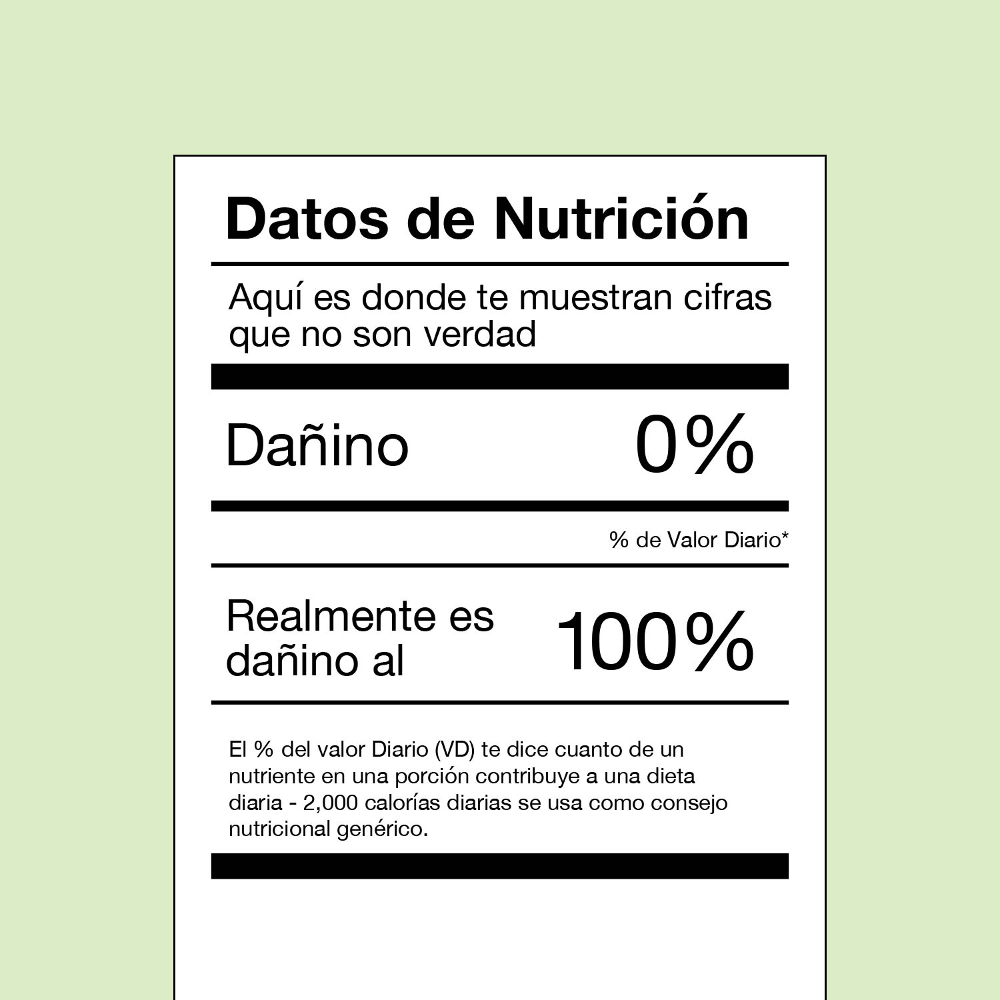 Datos de Nutrición
Aquí es donde te muestran cifras
que no son verdad
Dañino 0%
% de Valor Diario*
Realmente es
dañino al 100%
El % del valor Diario (VD) te dice cuanto de un
nutriente en una porción contribuye a una dieta
diaria - 2,000 calorías diarias se usa como consejo
nutricional genérico.